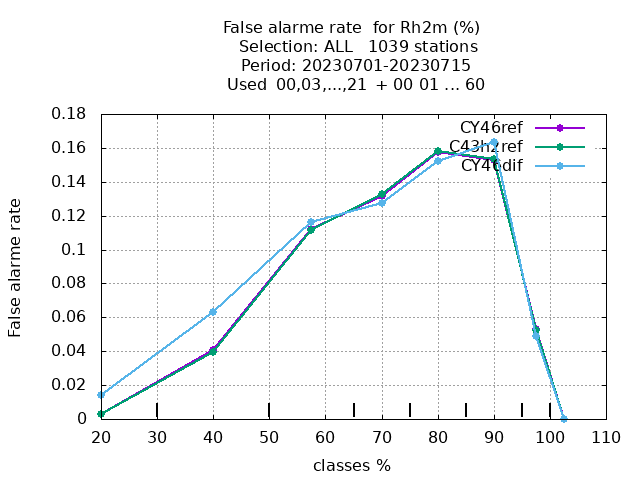 False alarme rate  for Rh2m (%)
Selection: ALL   1039 stations
Period: 20230701-20230715
Used  00,03,...,21  + 00 01 ... 60
0.18
0.16
0.14
0.12
0.1
0.08
0.06
0.04
0.02
0
False alarme rate
CY46ref
C43h2ref
CY46dif
20 30 40 50 60 70 80 90 100 110
classes %